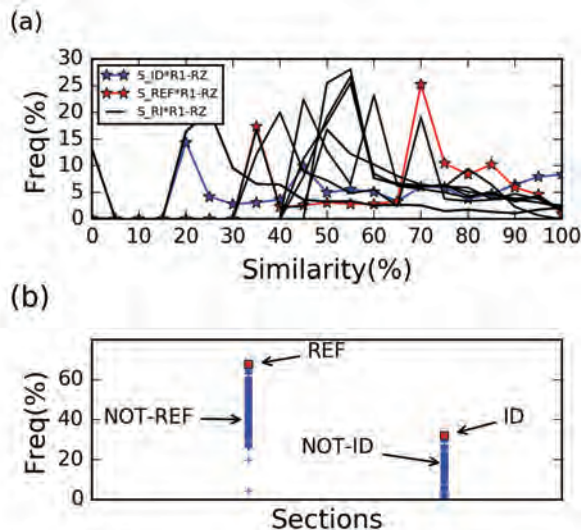 (a)
30
25
20
15
10
5
0
Freq(%)
S_ID*R1-RZ
S_REF*R1-RZ
S_RI*R1-RZ
0 10 20 30 40 50 60 70 80 90 100
Similarity(%)
(b)
60
40
20
0
Freq(%)
REF
NOT-REF
ID
NOT-ID
Sections